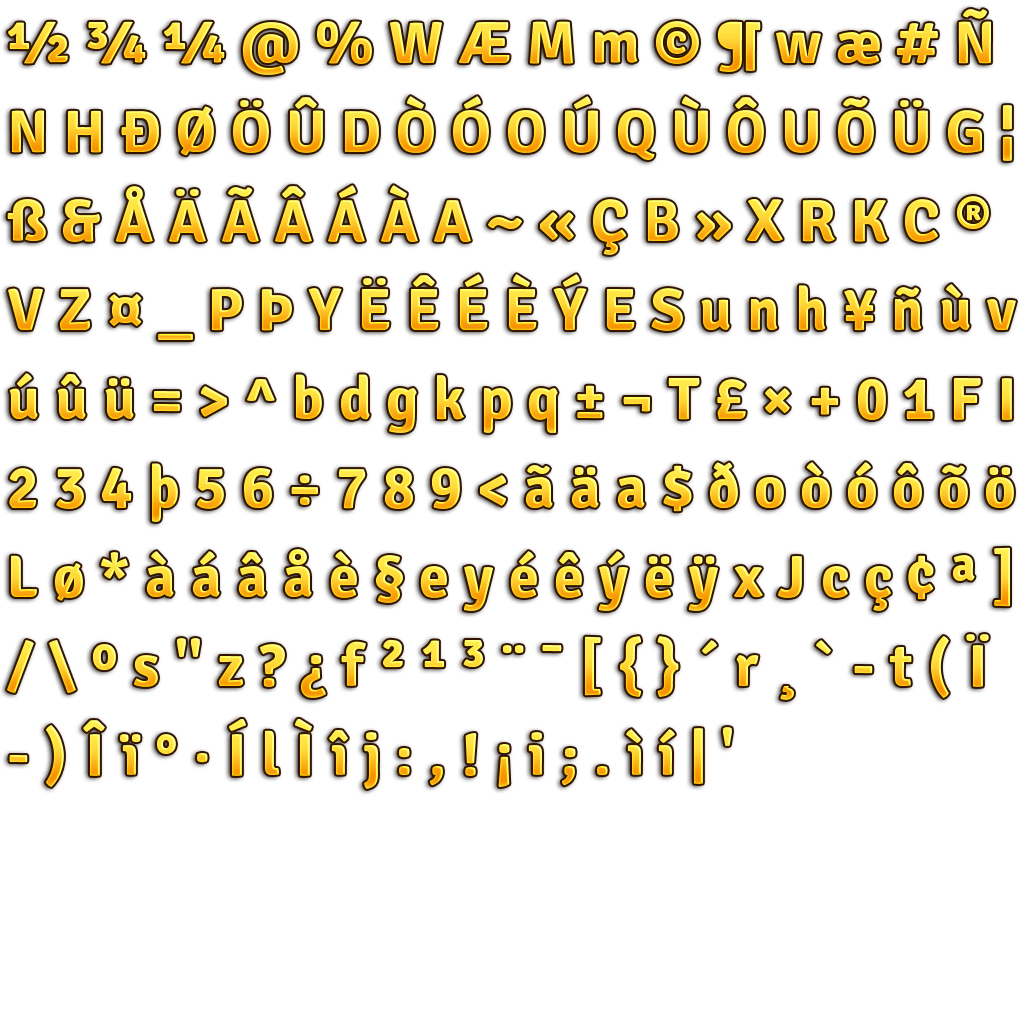 ½ ¾ ¼ @ % W Æ M m © ¶ w æ # Ñ
N H Ð Ø Ö Û D Ò Ó O Ú Q Ù Ô U Õ Ü G ¦
ß & Å Ä Ã Â Á À A ~ « Ç B » X R K C ®
V Z ¤ _ P Þ Y Ë Ê É È Ý E S u n h ¥ ñ ù v
ú û ü = > ^ b d g k p q ± ¬ T £ × + 0 1 F I
2 3 4 þ 5 6 ÷ 7 8 9 < ã ä a $ ð o ò ó ô õ ö
L ø * à á â å è § e y é ê ý ë ÿ x J c ç ¢ ª ]
/ \ º s " z ? ¿ f ² ¹ ³ ¨ ¯ [ { } ´ r ¸ ` - t ( Ï
- ) Î ï ° · Í l Ì î j : , ! ¡ i ; . ì í | '